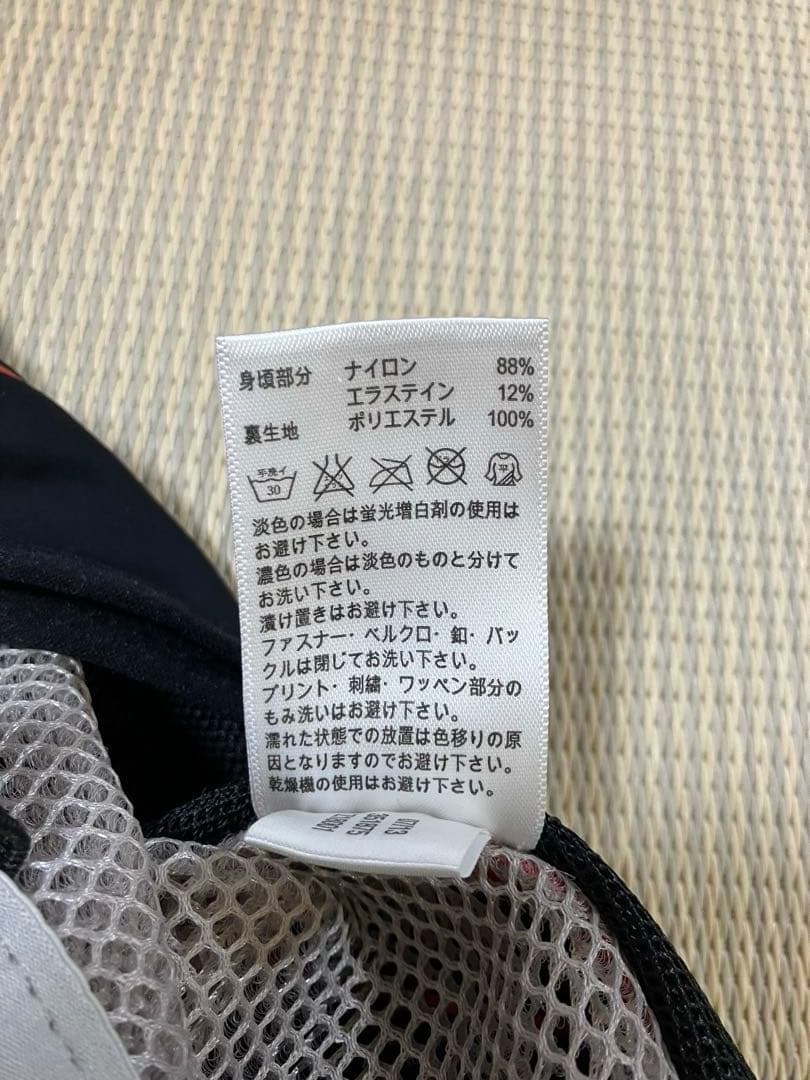 身頃部分 ナイロン 88%
エラステイン 12%
裏生地 ポリエステル 100%
手洗イ
30
平
淡色の場合は蛍光増白剤の使用は
お避け下さい。
濃色の場合は淡色のものと分けて
お洗い下さい。
漬け置きはお避け下さい。
ファスナー・ベルクロ・釦・バッ
クルは閉じてお洗い下さい。
プリント・刺繍・ワッペン部分の
もみ洗いはお避け下さい。
濡れた状態での放置は色移りの原
因となりますのでお避け下さい。
乾燥機の使用はお避け下さい。
07/13